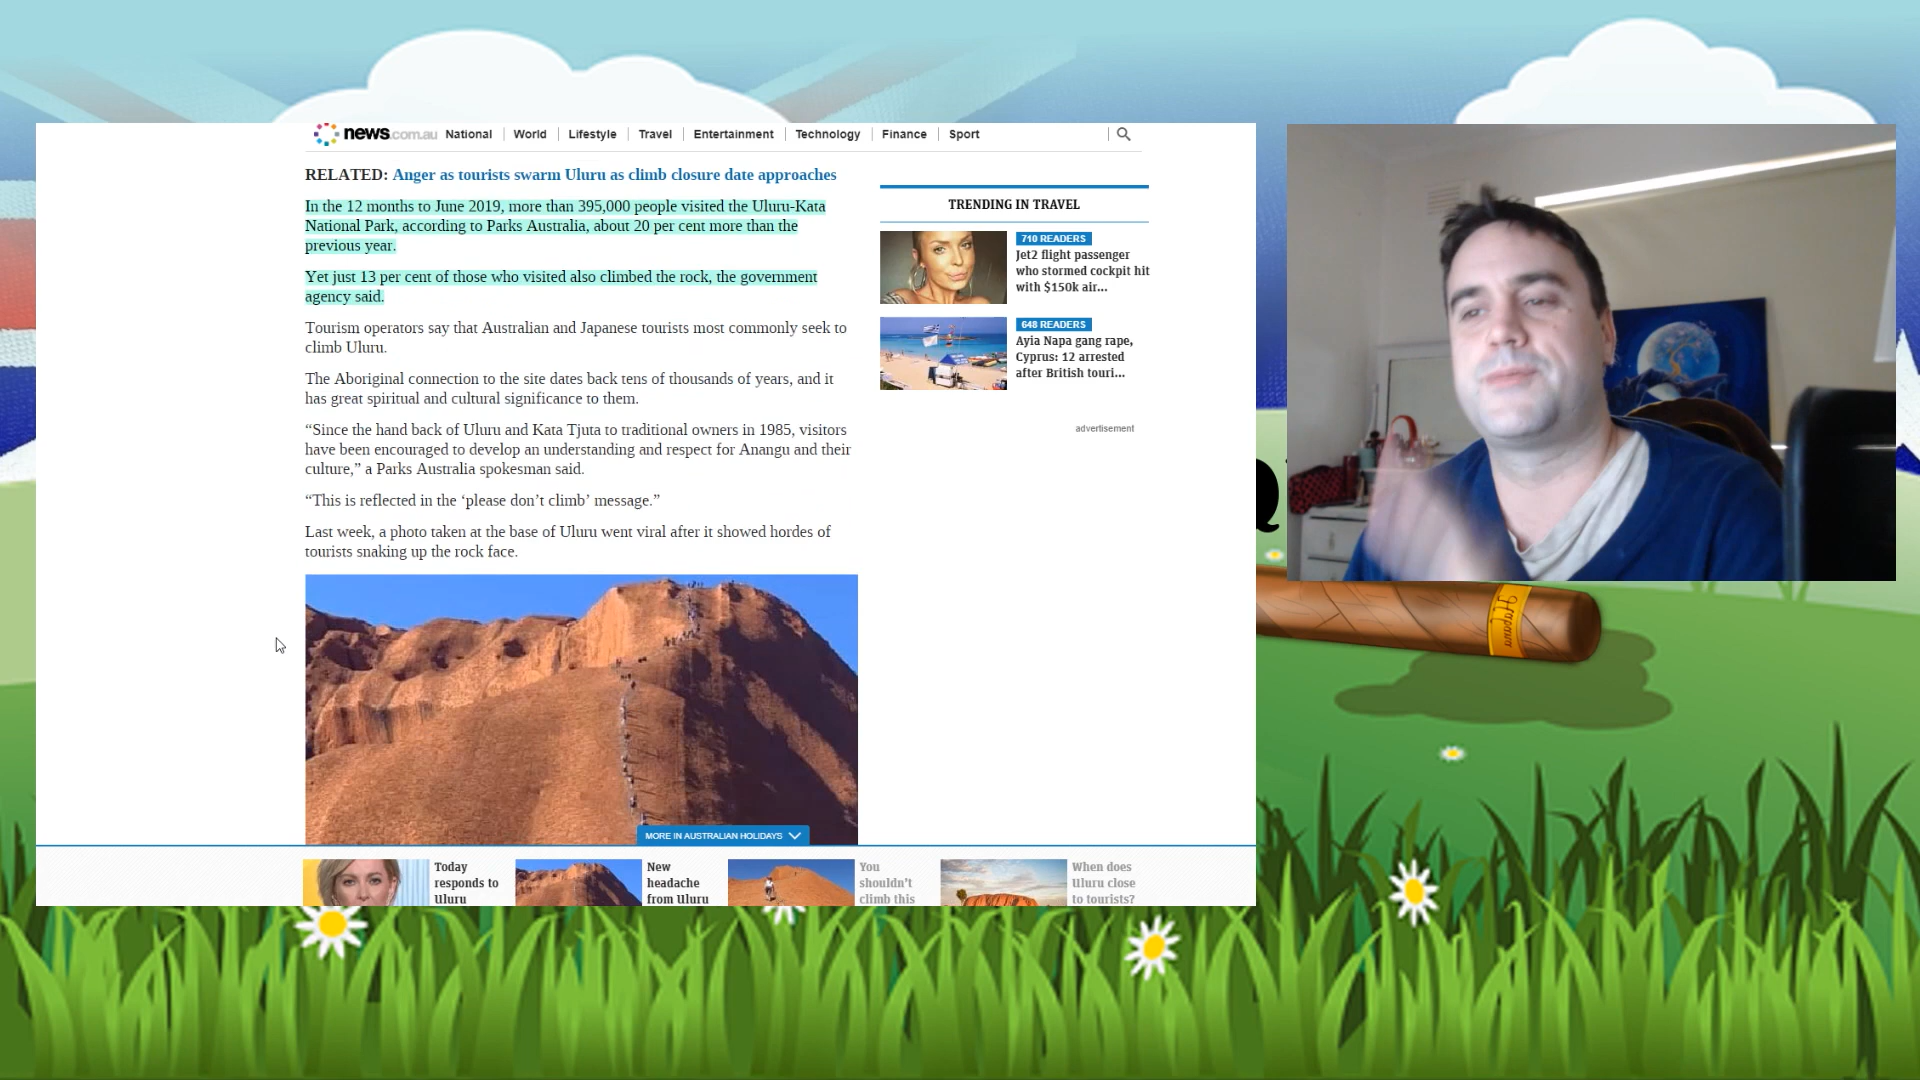 news.com.au National World Lifestyle Travel Entertainment Technology Finance Sport
RELATED: Anger as tourists swarm Uluru as climb closure date approaches
In the 12 months to June 2019, more than 395,000 people visited the Uluru-Kata
National Park, according to Parks Australia, about 20 per cent more than the
previous year.
Yet just 13 per cent of those who visited also climbed the rock, the government
agency said.
Tourism operators say that Australian and Japanese tourists most commonly seek to
climb Uluru.
The Aboriginal connection to the site dates back tens of thousands of years, and it
has great spiritual and cultural significance to them.
“Since the hand back of Uluru and Kata Tjuta to traditional owners in 1985, visitors
have been encouraged to develop an understanding and respect for Anangu and their
culture,” a Parks Australia spokesman said.
“This is reflected in the ‘please don’t climb’ message.”
Last week, a photo taken at the base of Uluru went viral after it showed hordes of
tourists snaking up the rock face.
TRENDING IN TRAVEL
710 READERS
Jet2 flight passenger
who stormed cockpit hit
with $150k air...
648 READERS
Ayia Napa gang rape,
Cyprus: 12 arrested
after British touri...
advertisement
MORE IN AUSTRALIAN HOLIDAYS
Today
responds to
Uluru
New
headache
from Uluru
You
shouldn’t
climb this
When does
Uluru close
to tourists?
Habano